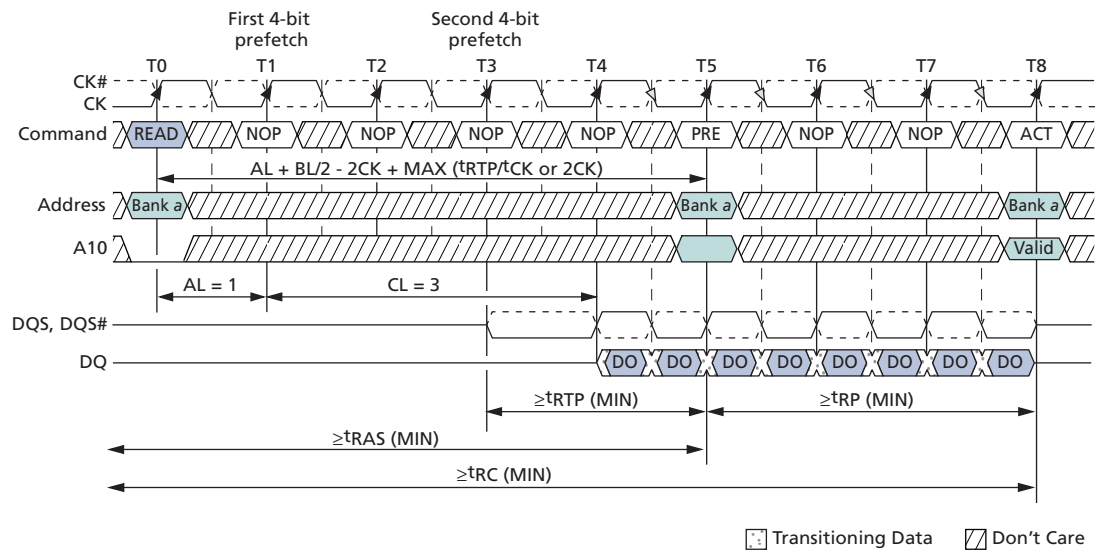 First 4-bit Second 4-bit
prefetch prefetch
T0 T1 T2 T3 T4 T5 T6 T7 T8
CK#
CK
Command READ NOP NOP NOP NOP PRE NOP NOP ACT
AL + BL/2 - 2CK + MAX (tRTP/tCK or 2CK)
Address Bank a Bank a Bank a
A10 Valid
AL = 1 CL = 3
DQS, DQS#
DQ DO DO DO DO DO DO DO DO
≥tRTP (MIN) ≥tRP (MIN)
≥tRAS (MIN)
≥tRC (MIN)
Transitioning Data Don't Care